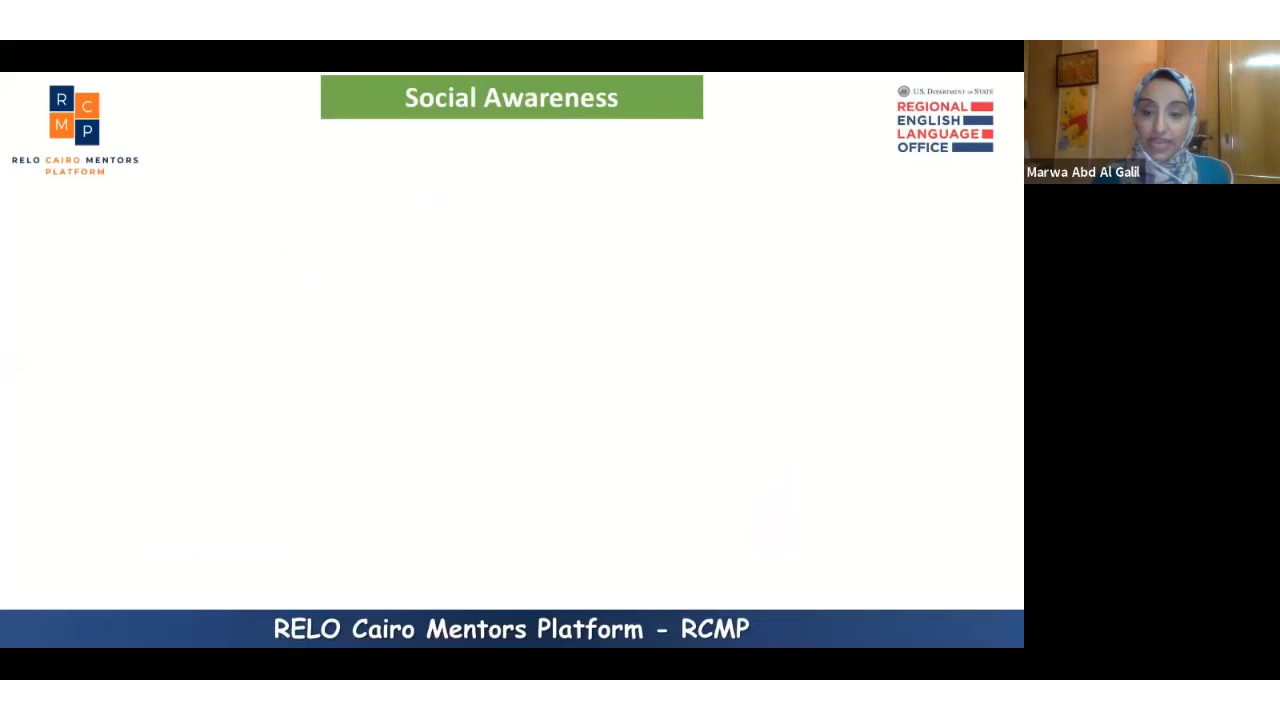 Social Awareness
R C
M P
RELO CAIRO MENTORS
PLATFORM
U.S. DEPARTMENT OF STATE
REGIONAL
ENGLISH
LANGUAGE
OFFICE
Marwa Abd Al Galil
RELO Cairo Mentors Platform - RCMP